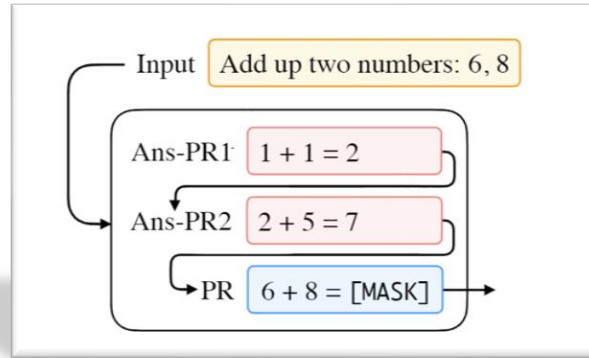 Input Add up two numbers: 6, 8
Ans-PR1 1 + 1 = 2
Ans-PR2 2 + 5 = 7
PR 6 + 8 = [MASK]